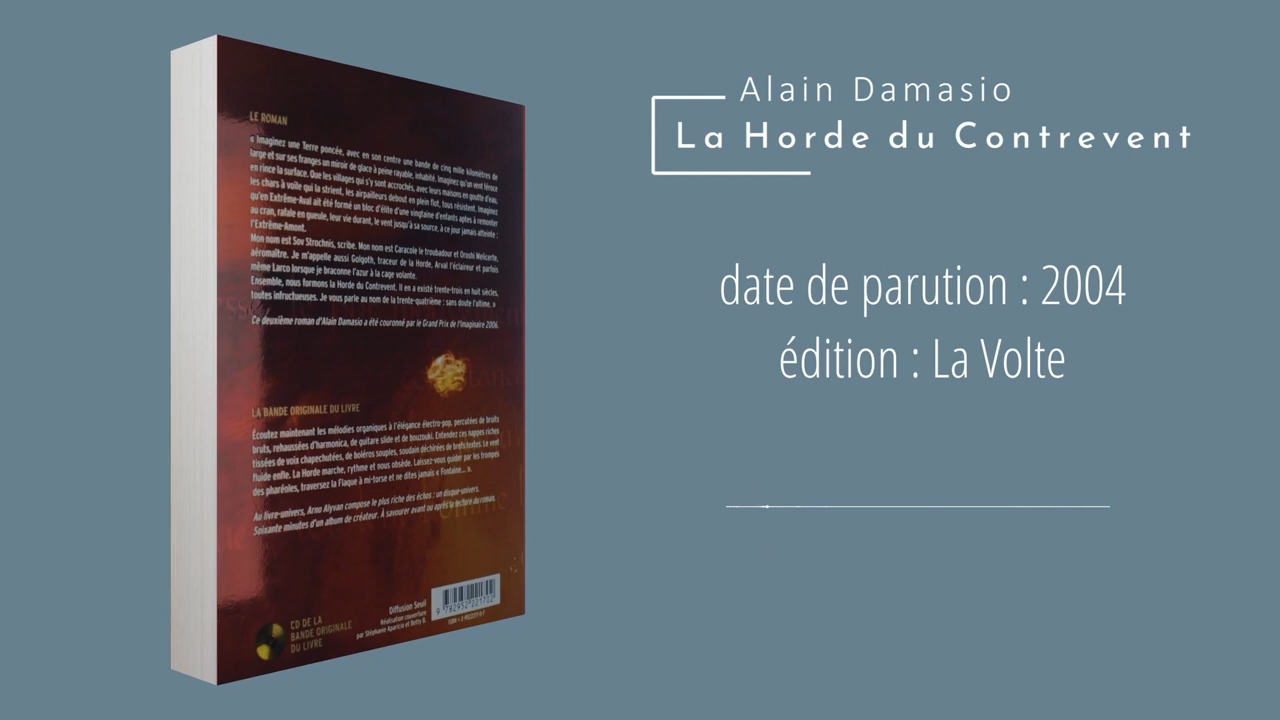 LE ROMAN
« Imaginez une Terre poncée, avec en son centre une bande de cinq mille kilomètres de
large et sur ses franges un miroir de glace à peine rayable, inhabité. Imaginez qu'un vent féroce
en rince la surface. Que les villages qui s'y sont accrochés, avec leurs maisons en goutte d'eau,
les chars à voile qui la strient, les airpailleurs debout en plein flot, tous résistent. Imaginez
qu'en Extrême-Aval ait été formé un bloc d'élite d'une vingtaine d'enfants aptes à remonter
au cran, rafale en gueule, leur vie durant, le vent jusqu'à sa source, à ce jour jamais atteinte :
l'Extrême-Amont.
Mon nom est Sov Strochnis, scribe. Mon nom est Caracole le troubadour et Oroshi Melicerte,
aéromaître. Je m'appelle aussi Golgoth, traceur de la Horde, Arval l'éclaireur et parfois
même Larco lorsque je braconne l'azur à la cage volante.
Ensemble, nous formons la Horde du Contrevent. Il en a existé trente-trois en huit siècles,
toutes infructueuses. Je vous parle au nom de la trente-quatrième : sans doute l'ultime. »
Ce deuxième roman d'Alain Damasio a été couronné par le Grand Prix de l'Imaginaire 2006.
LA BANDE ORIGINALE DU LIVRE
Écoutez maintenant les mélodies organiques à l'élégance électro-pop, percutées de bruits
bruts, rehaussées d'harmonica, de guitare slide et de bouzouki. Entendez ces nappes riches
tissées de voix chapechutées, de boléros souples, soudain déchirées de brefs textes. Le vent
fluide enfle. La Horde marche, rythme et nous obsède. Laissez-vous guider par les trompes
des pharéoles, traversez la Flaque à mi-torse et ne dites jamais « Fontaine... ».
Au livre-univers, Arno Alyvan compose le plus riche des échos : un disque-univers.
Soixante minutes d'un album de créateur. À savourer avant ou après la lecture du roman.
CD DE LA
BANDE ORIGINALE
DU LIVRE
Diffusion Seuil
Réalisation couverture
par Stéphanie Aparicio et Betty B.
9 782952 221702
Alain Damasio
La Horde du Contrevent
date de parution : 2004
édition : La Volte